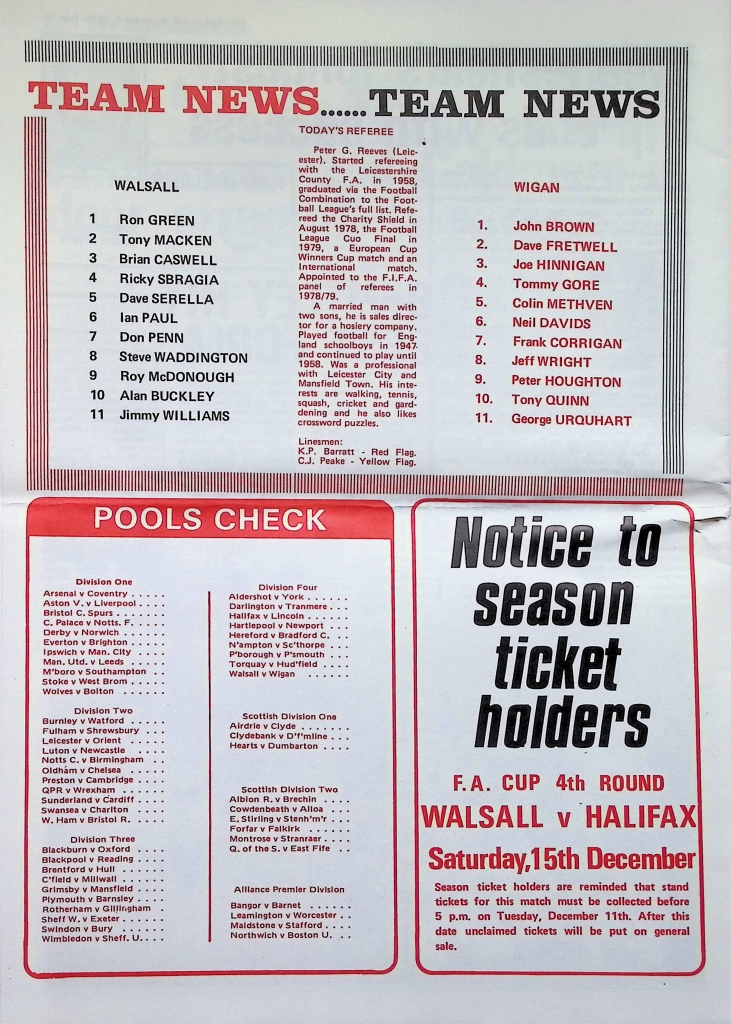 TEAM NEWS......TEAM NEWS
TODAY'S REFEREE
WALSALL
1 Ron GREEN
2 Tony MACKEN
3 Brian CASWELL
4 Ricky SBRAGIA
5 Dave SERELLA
6 Ian PAUL
7 Don PENN
8 Steve WADDINGTON
9 Roy McDONOUGH
10 Alan BUCKLEY
11 Jimmy WILLIAMS
Peter G. Reeves (Leic-
ester). Started refereeing
with the Leicestershire
County F.A. in 1958,
graduated via the Football
Combination to the Foot-
ball League's full list. Refe-
reed the Charity Shield in
August 1978, the Football
League Cuo Final in
1979, a European Cup
Winners Cup match and an
International match.
Appointed to the F.I.F.A.
panel of referees in
1978/79.
A married man with
two sons, he is sales direc-
tor for a hosiery company.
Played football for Eng-
land schoolboys in 1947
and continued to play until
1958. Was a professional
with Leicester City and
Mansfield Town. His int-
erests are walking, tennis,
squash, cricket and gar-
dening and he also likes
crossword puzzles.
Linesmen:
K.P. Barratt - Red Flag.
C.J. Peake - Yellow Flag.
WIGAN
1. John BROWN
2. Dave FRETWELL
3. Joe HINNIGAN
4. Tommy GORE
5. Colin METHVEN
6. Neil DAVIDS
7. Frank CORRIGAN
8. Jeff WRIGHT
9. Peter HOUGHTON
10. Tony QUINN
11. George URQUHART
POOLS CHECK
Division One
Arsenal v Coventry . . . .
Aston V. v Liverpool . . . .
Bristol C. Spurs . . . . .
C. Palace v Notts. F. . . . .
Derby v Norwich . . . . .
Everton v Brighton . . . .
Ipswich v Man. City . . . .
Man. Utd. v Leeds . . . .
M'boro v Southampton . .
Stoke v West Brom . . . .
Wolves v Bolton . . . . .
Division Two
Burnley v Watford . . . .
Fulham v Shrewsbury . . .
Leicester v Orient . . . .
Luton v Newcastle . . . .
Notts C. v Birmingham . .
Oldham v Chelsea . . . .
Preston v Cambridge . . .
QPR v Wrexham . . . . .
Sunderland v Cardiff . . .
Swansea v Charlton . . . .
W. Ham v Bristol R. . . . .
Division Three
Blackburn v Oxford . . . .
Blackpool v Reading . . . .
Brentford v Hull . . . .
C'field v Millwall . . . .
Grimsby v Mansfield . . . .
Plymouth v Barnsley . . . .
Rotherham v Gillingham . .
Sheff W. v Exeter . . . . .
Swindon v Bury . . . . .
Wimbledon v Sheff. U. . . .
Division Four
Aldershot v York . . . . . .
Darlington v Tranmere . . .
Halifax v Lincoln . . . . .
Hartlepool v Newport . . . .
Hereford v Bradford C. . . .
N'ampton v Sc'thorpe . . .
P'borough v P'smouth . . .
Torquay v Hud'field . . . .
Walsall v Wigan . . . . . .
Scottish Division One
Airdrie v Clyde . . . . . .
Clydebank v D'f'mline . . .
Hearts v Dumbarton . . . .
Scottish Division Two
Albion R. v Brechin . . . .
Cowdenbeath v Alloa . . .
E. Stirling v Stenh'm'r . . .
Forfar v Falkirk . . . . .
Montrose v Stranraer . . .
Q. of the S. v East Fife . .
Alliance Premier Division
Bangor v Barnet . . . . .
Leamington v Worcester . .
Maidstone v Stafford . . . .
Northwich v Boston U. . . .
Notice to
season
ticket
holders
F.A. CUP 4th ROUND
WALSALL v HALIFAX
Saturday,15th December
Season ticket holders are reminded that stand
tickets for this match must be collected before
5 p.m. on Tuesday, December 11th. After this
date unclaimed tickets will be put on general
sale.